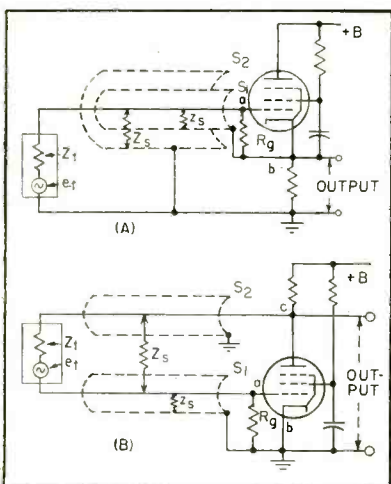 +B
S2
S1
a
Zs
zs
Rg
b
Z1
e1
OUTPUT
(A)
+B
S2
c
Z1
e1
Zs
OUT-
PUT
S1
a
zs
Rg
b
(B)